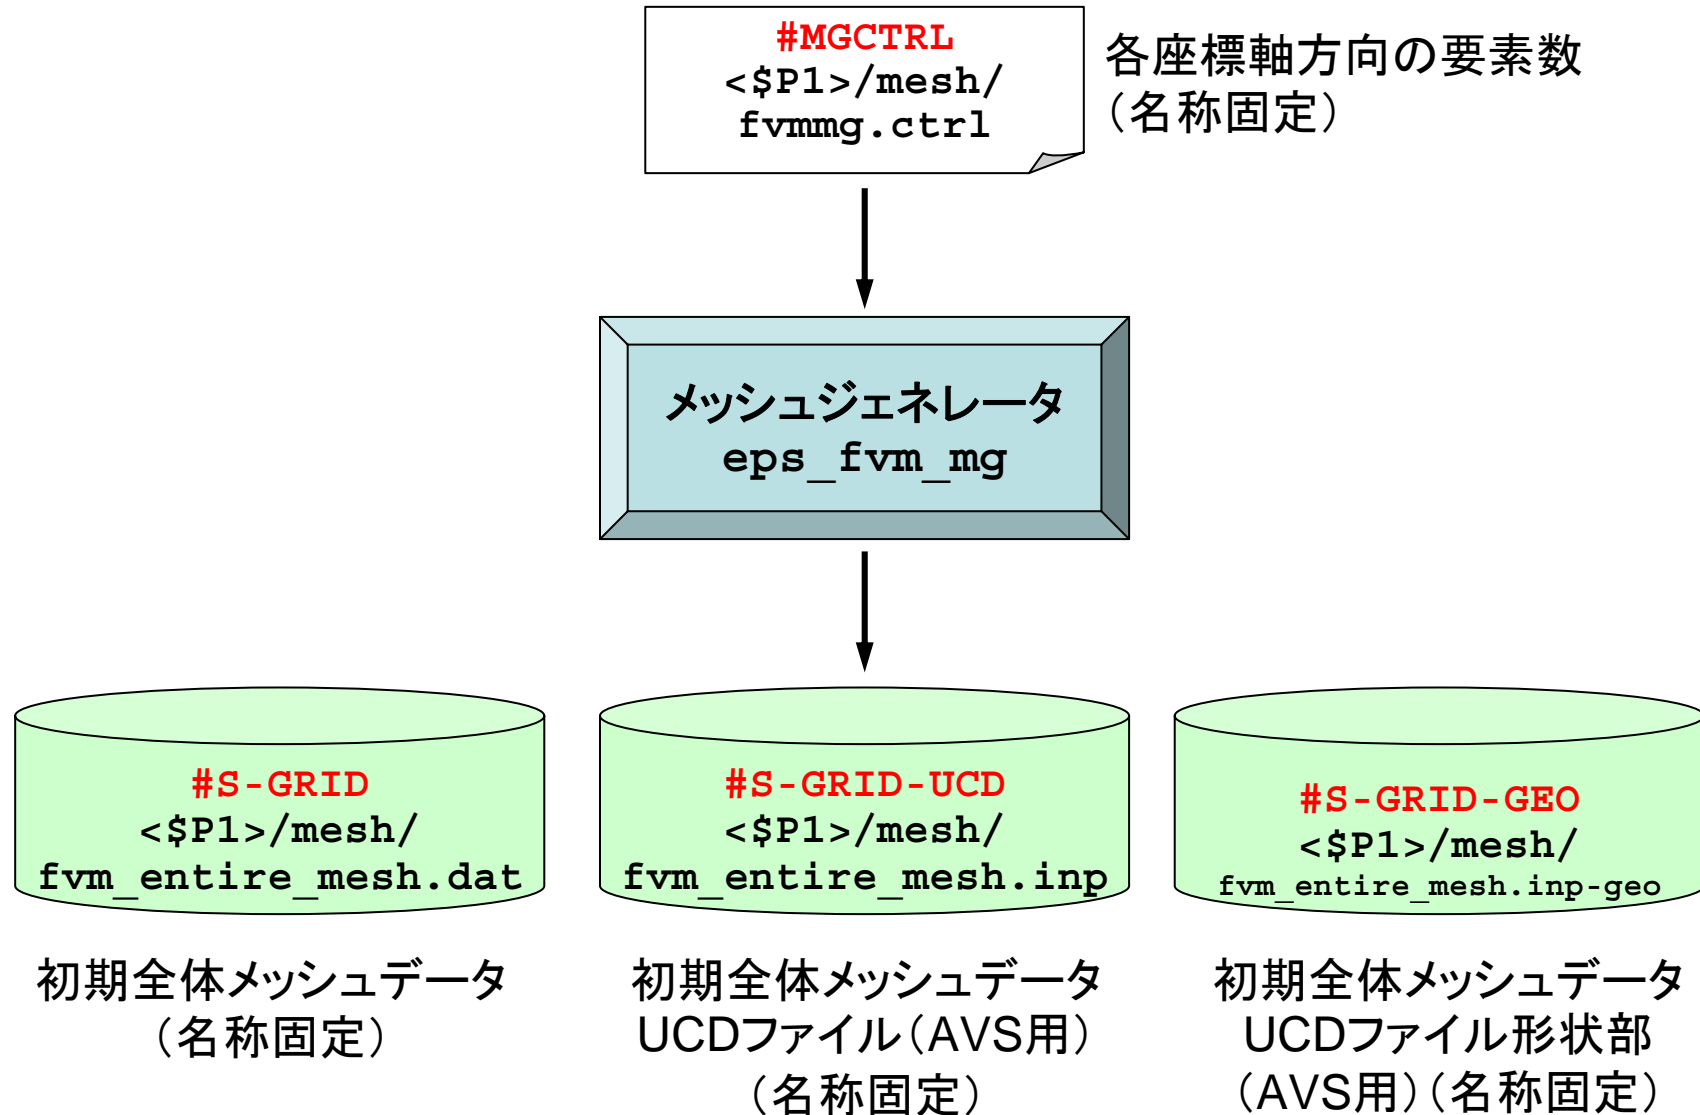 #MGCTRL
<$P1>/mesh/
fvmmg.ctrl
各座標軸方向の要素数
（名称固定）
メッシュジェネレータ
eps_fvm_mg
#S-GRID
<$P1>/mesh/
fvm_entire_mesh.dat
初期全体メッシュデータ
（名称固定）
#S-GRID-UCD
<$P1>/mesh/
fvm_entire_mesh.inp
初期全体メッシュデータ
UCDファイル（AVS用）
（名称固定）
#S-GRID-GEO
<$P1>/mesh/
fvm_entire_mesh.inp-geo
初期全体メッシュデータ
UCDファイル形状部
（AVS用）（名称固定）